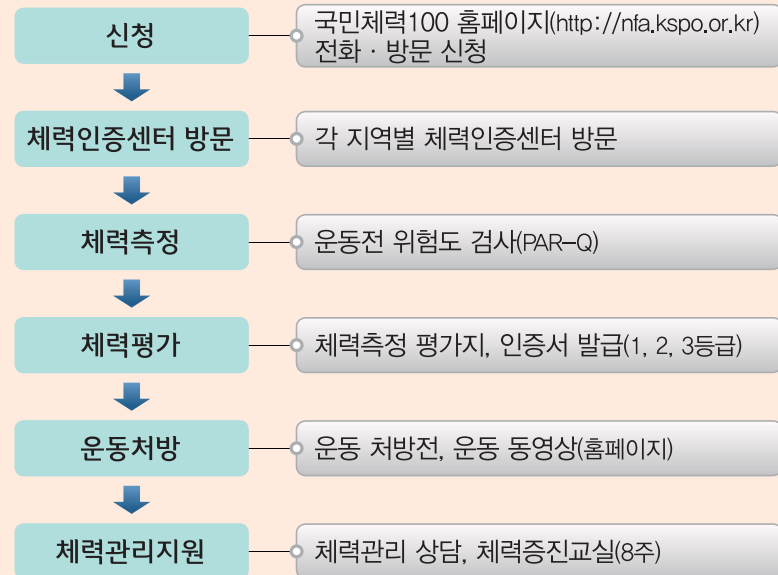 신청
국민체력100 홈페이지(http://nfa.kspo.or.kr)
전화 · 방문 신청
체력인증센터 방문
각 지역별 체력인증센터 방문
체력측정
운동전 위험도 검사(PAR-Q)
체력평가
체력측정 평가지, 인증서 발급(1, 2, 3등급)
운동처방
운동 처방전, 운동 동영상(홈페이지)
체력관리지원
체력관리 상담, 체력증진교실(8주)